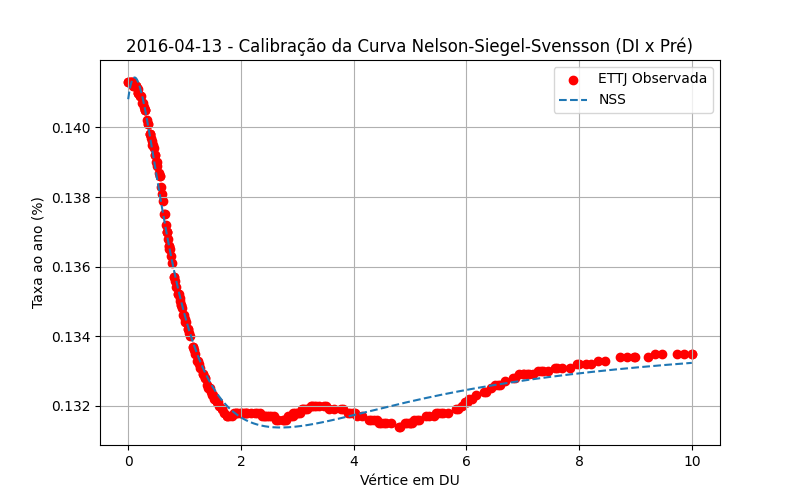 2016-04-13 - Calibração da Curva Nelson-Siegel-Svensson (DI x Pré)
ETTJ Observada
NSS
Taxa ao ano (%)
0.140
0.138
0.136
0.134
0.132
0 2 4 6 8 10
Vértice em DU